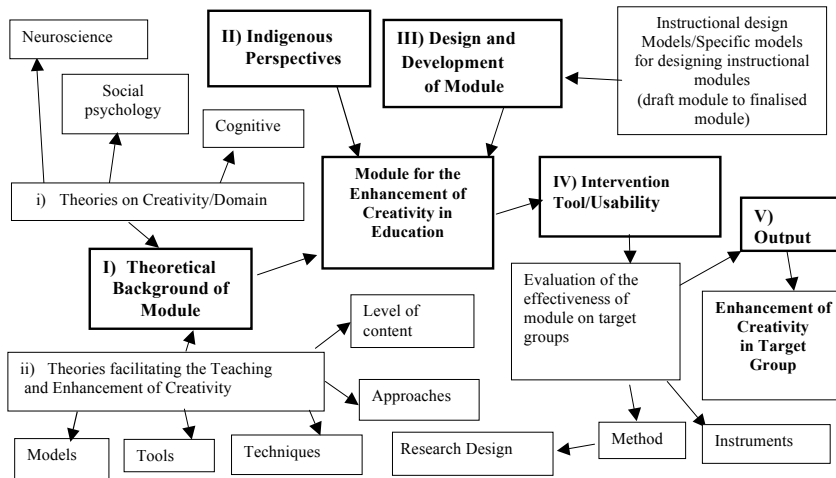 Neuroscience
II) Indigenous
Perspectives
III) Design and
Development
of Module
Instructional design
Models/Specific models
for designing instructional
modules
(draft module to finalised
module)
Social
psychology
Cognitive
Module for the
Enhancement of
Creativity in
Education
IV) Intervention
Tool/Usability
V)
Output
i) Theories on Creativity/Domain
I) Theoretical
Background of
Module
Evaluation of the
effectiveness of
module on target
groups
Enhancement of
Creativity
in Target
Group
Level of
content
ii) Theories facilitating the Teaching
and Enhancement of Creativity
Approaches
Models
Tools
Techniques
Research Design
Method
Instruments